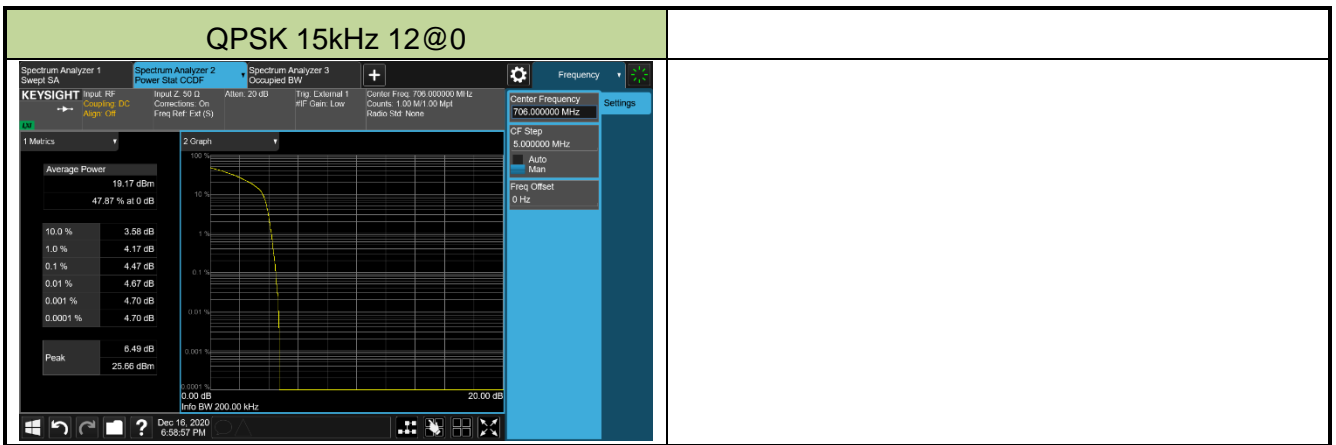 QPSK 15kHz 12@0
Spectrum Analyzer 1
Swept SA
Spectrum Analyzer 2
Power Stat CCDF
Spectrum Analyzer 3
Occupied BW
Frequency
KEYSIGHT
Input: RF
Coupling: DC
Align: Off
Input Z: 50 Ω
Corrections: On
Freq Ref: Ext (S)
Atten: 20 dB
Trig: External 1
#IF Gain: Low
Center Freq: 706.000000 MHz
Counts: 1.00 M/1.00 Mpt
Radio Std: None
Center Frequency
706.000000 MHz
Settings
CF Step
5.000000 MHz
Auto
Man
Freq Offset
0 Hz
1 Metrics
2 Graph
Average Power
19.17 dBm
47.87 % at 0 dB
10.0 % 3.58 dB
1.0 % 4.17 dB
0.1 % 4.47 dB
0.01 % 4.67 dB
0.001 % 4.70 dB
0.0001 % 4.70 dB
Peak
6.49 dB
25.66 dBm
100 %
10 %
1 %
0.1 %
0.01 %
0.001 %
0.0001 %
0.00 dB 20.00 dB
Info BW 200.00 kHz
Dec 16, 2020
6:58:57 PM